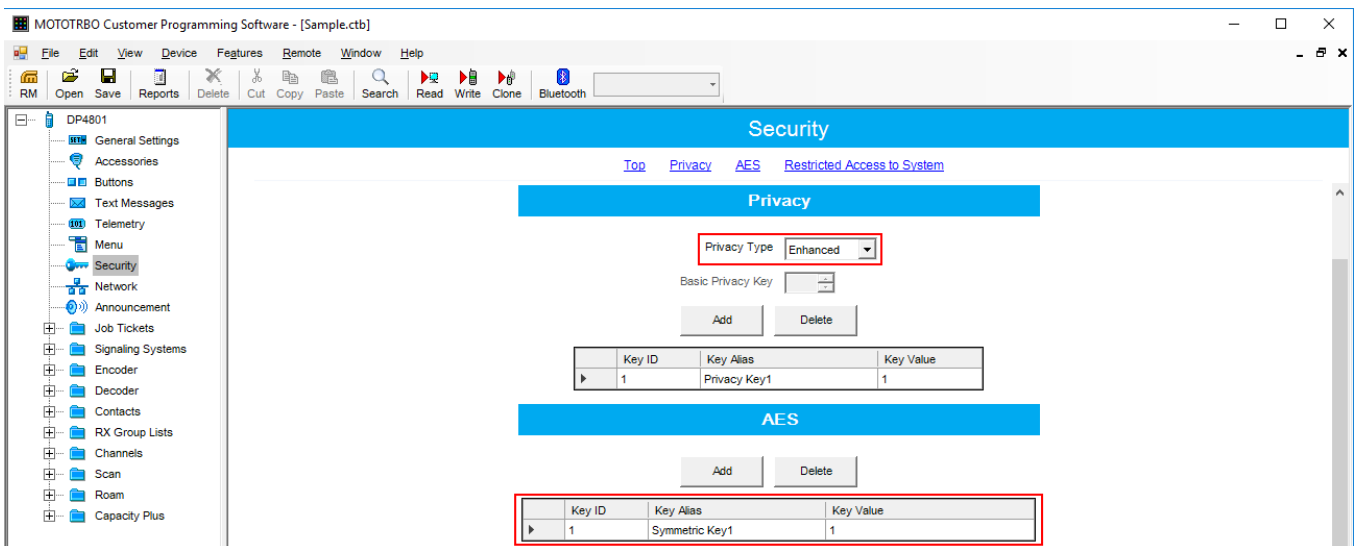 MOTOTRBO Customer Programming Software - [Sample.ctb]
File Edit View Device Features Remote Window Help
RM Open Save Reports Delete Cut Copy Paste Search Read Write Clone Bluetooth
DP4801
General Settings
Accessories
Buttons
Text Messages
Telemetry
Menu
Security
Network
Announcement
Job Tickets
Signaling Systems
Encoder
Decoder
Contacts
RX Group Lists
Channels
Scan
Roam
Capacity Plus
Security
Top Privacy AES Restricted Access to System
Privacy
Privacy Type Enhanced
Basic Privacy Key
Add Delete
Key ID Key Alias Key Value
1 Privacy Key1 1
AES
Add Delete
Key ID Key Alias Key Value
1 Symmetric Key1 1